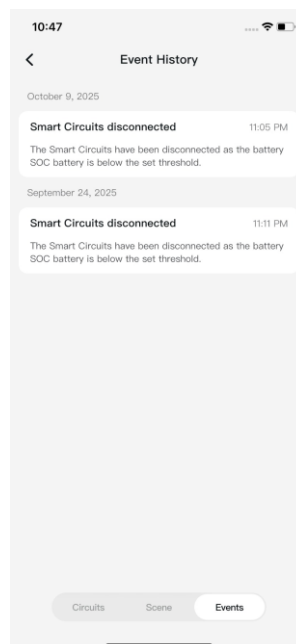 10:47
Event History
October 9, 2025
Smart Circuits disconnected 11:05 PM
The Smart Circuits have been disconnected as the battery
SOC battery is below the set threshold.
September 24, 2025
Smart Circuits disconnected 11:11 PM
The Smart Circuits have been disconnected as the battery
SOC battery is below the set threshold.
Circuits Scene Events